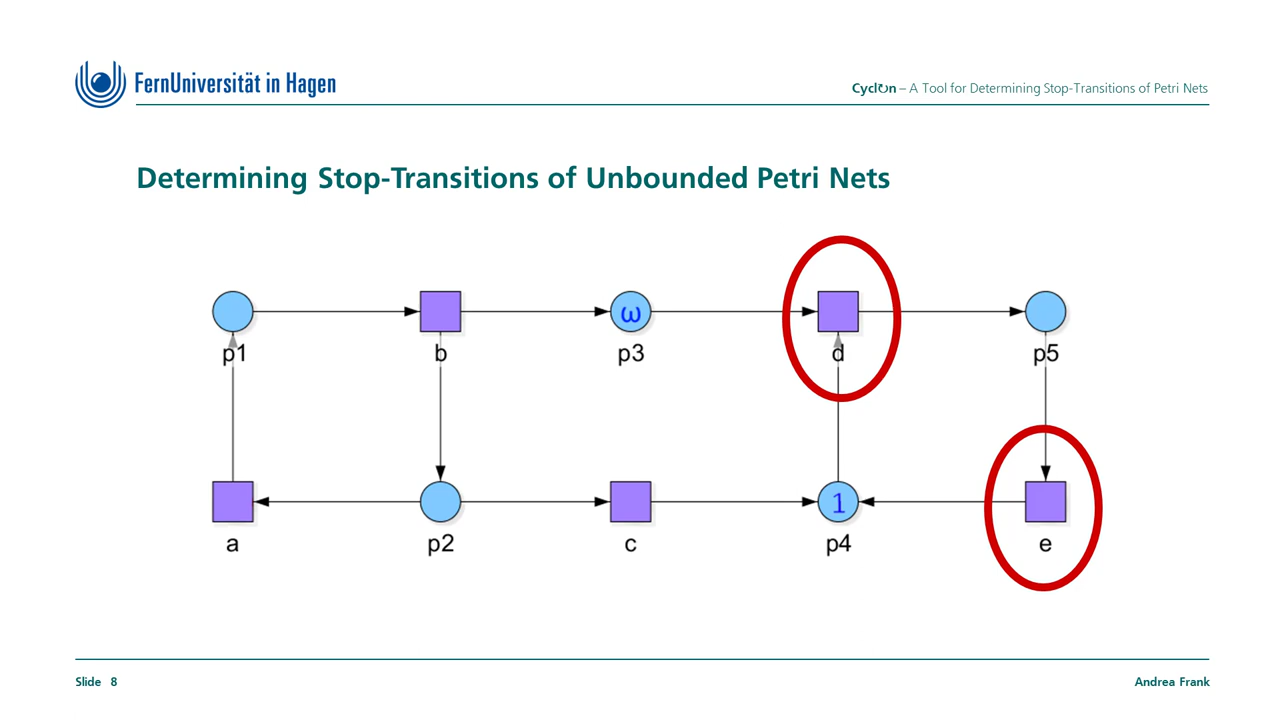 FernUniversität in Hagen
Cycl↻n – A Tool for Determining Stop-Transitions of Petri Nets
Determining Stop-Transitions of Unbounded Petri Nets
ω
p1 b p3 d p5
1
a p2 c p4 e
Slide 8
Andrea Frank